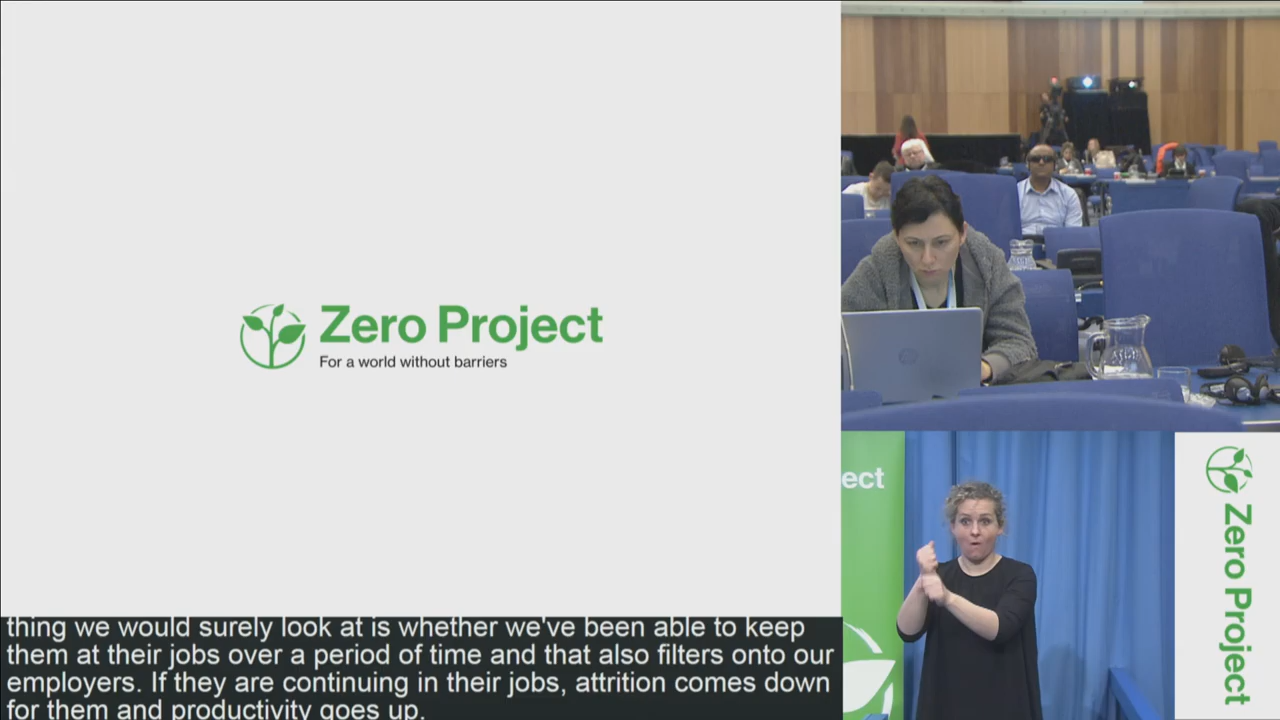 Zero Project
For a world without barriers
thing we would surely look at is whether we've been able to keep
them at their jobs over a period of time and that also filters onto our
employers. If they are continuing in their jobs, attrition comes down
for them and productivity goes up.
ect
Zero Project